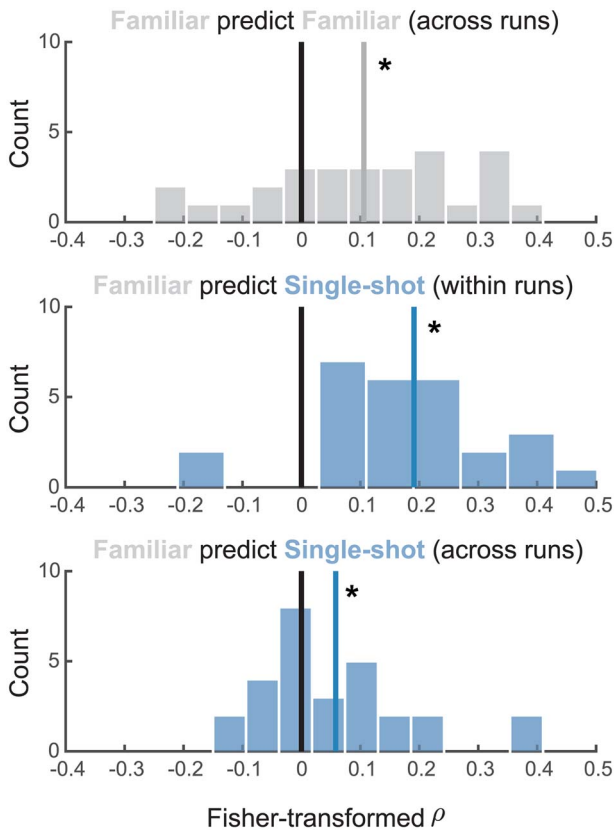 Familiar predict Familiar (across runs)
10
*
Count
5
0
-0.4 -0.3 -0.2 -0.1 0 0.1 0.2 0.3 0.4 0.5
Familiar predict Single-shot (within runs)
10
*
Count
5
0
-0.4 -0.3 -0.2 -0.1 0 0.1 0.2 0.3 0.4 0.5
Familiar predict Single-shot (across runs)
10
*
Count
5
0
-0.4 -0.3 -0.2 -0.1 0 0.1 0.2 0.3 0.4 0.5
Fisher-transformed ρ